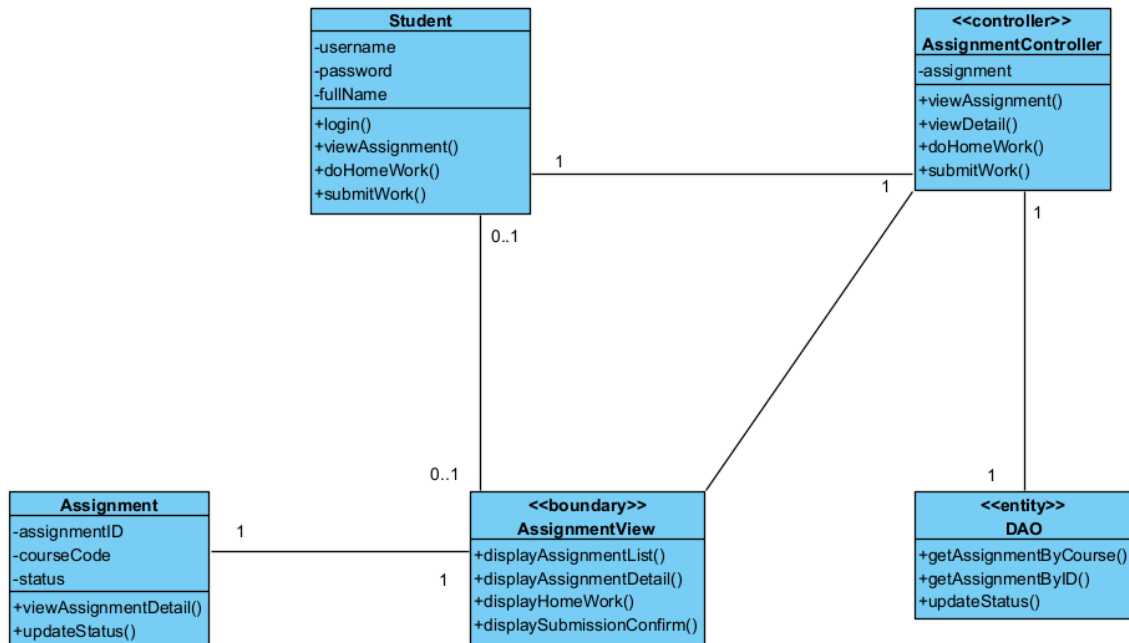 Student
-username
-password
-fullName
+login()
+viewAssignment()
+doHomeWork()
+submitWork()
<<controller>>
AssignmentController
-assignment
+viewAssignment()
+viewDetail()
+doHomeWork()
+submitWork()
1
1
0..1
1
0..1
1
Assignment
-assignmentID
-courseCode
-status
+viewAssignmentDetail()
+updateStatus()
1
1
<<boundary>>
AssignmentView
+displayAssignmentList()
+displayAssignmentDetail()
+displayHomeWork()
+displaySubmissionConfirm()
<<entity>>
DAO
+getAssignmentByCourse()
+getAssignmentByID()
+updateStatus()